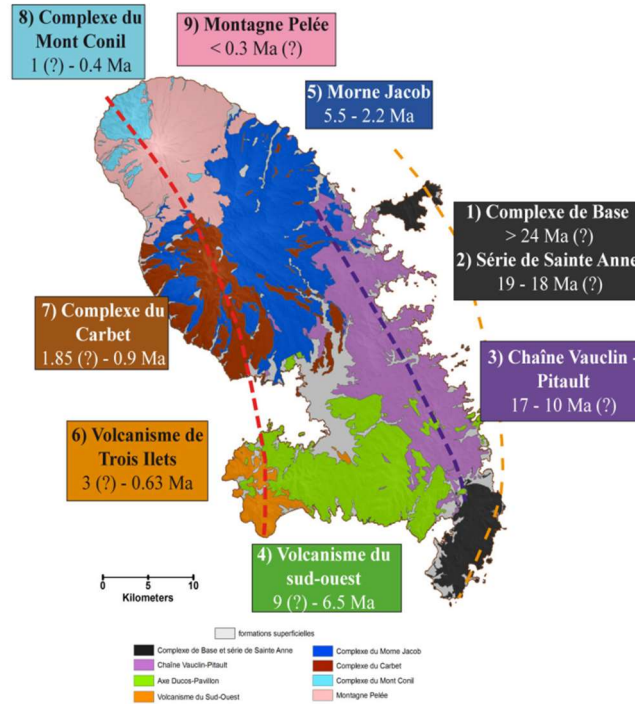 8) Complexe du
Mont Conil
1 (?) - 0.4 Ma
9) Montagne Pelée
< 0.3 Ma (?)
5) Morne Jacob
5.5 - 2.2 Ma
1) Complexe de Base
> 24 Ma (?)
2) Série de Sainte Anne
19 - 18 Ma (?)
7) Complexe du
Carbet
1.85 (?) - 0.9 Ma
3) Chaîne Vauclin -
Pitault
17 - 10 Ma (?)
6) Volcanisme de
Trois Ilets
3 (?) - 0.63 Ma
4) Volcanisme du
sud-ouest
9 (?) - 6.5 Ma
0 5 10
Kilometers
formations superficielles
Complexe de Base et série de Sainte Anne
Chaîne Vauclin-Pitault
Axe Ducos-Pavillon
Volcanisme du Sud-Ouest
Complexe du Morne Jacob
Complexe du Carbet
Complexe du Mont Conil
Montagne Pelée